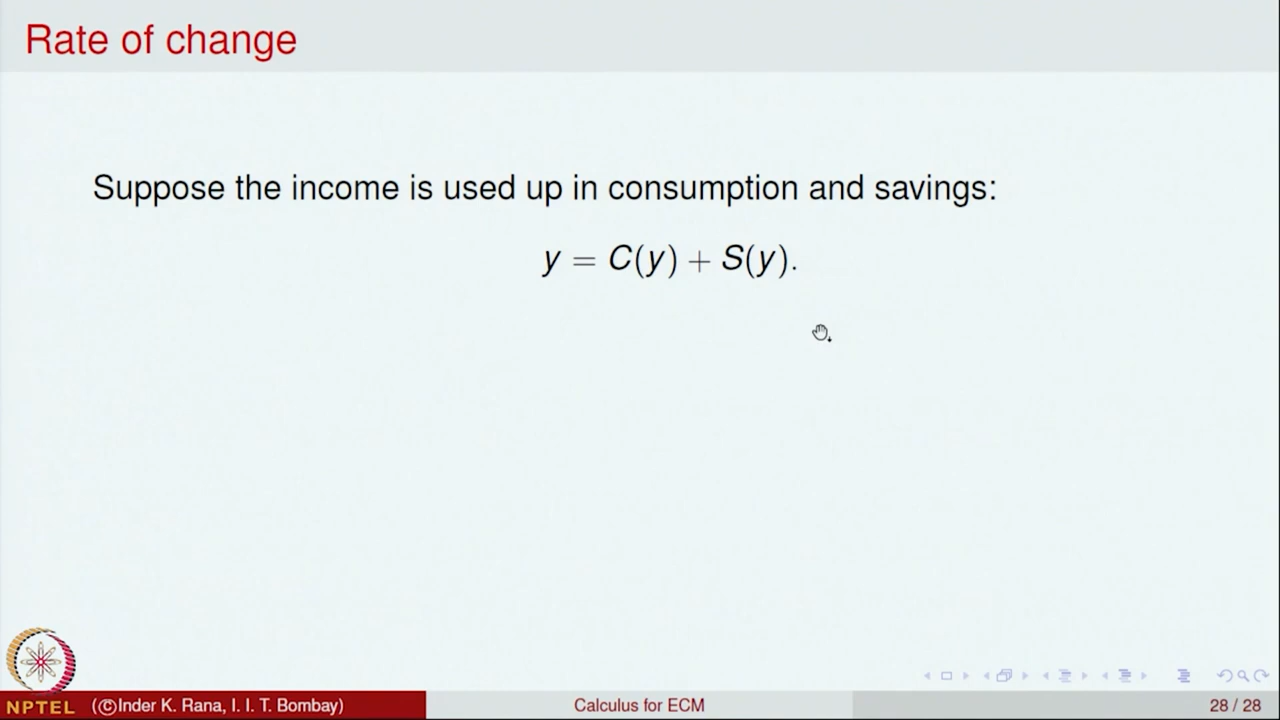 Rate of change
Suppose the income is used up in consumption and savings:
y = C(y) + S(y).
NPTEL (©Inder K. Rana, I. I. T. Bombay) Calculus for ECM 28 / 28